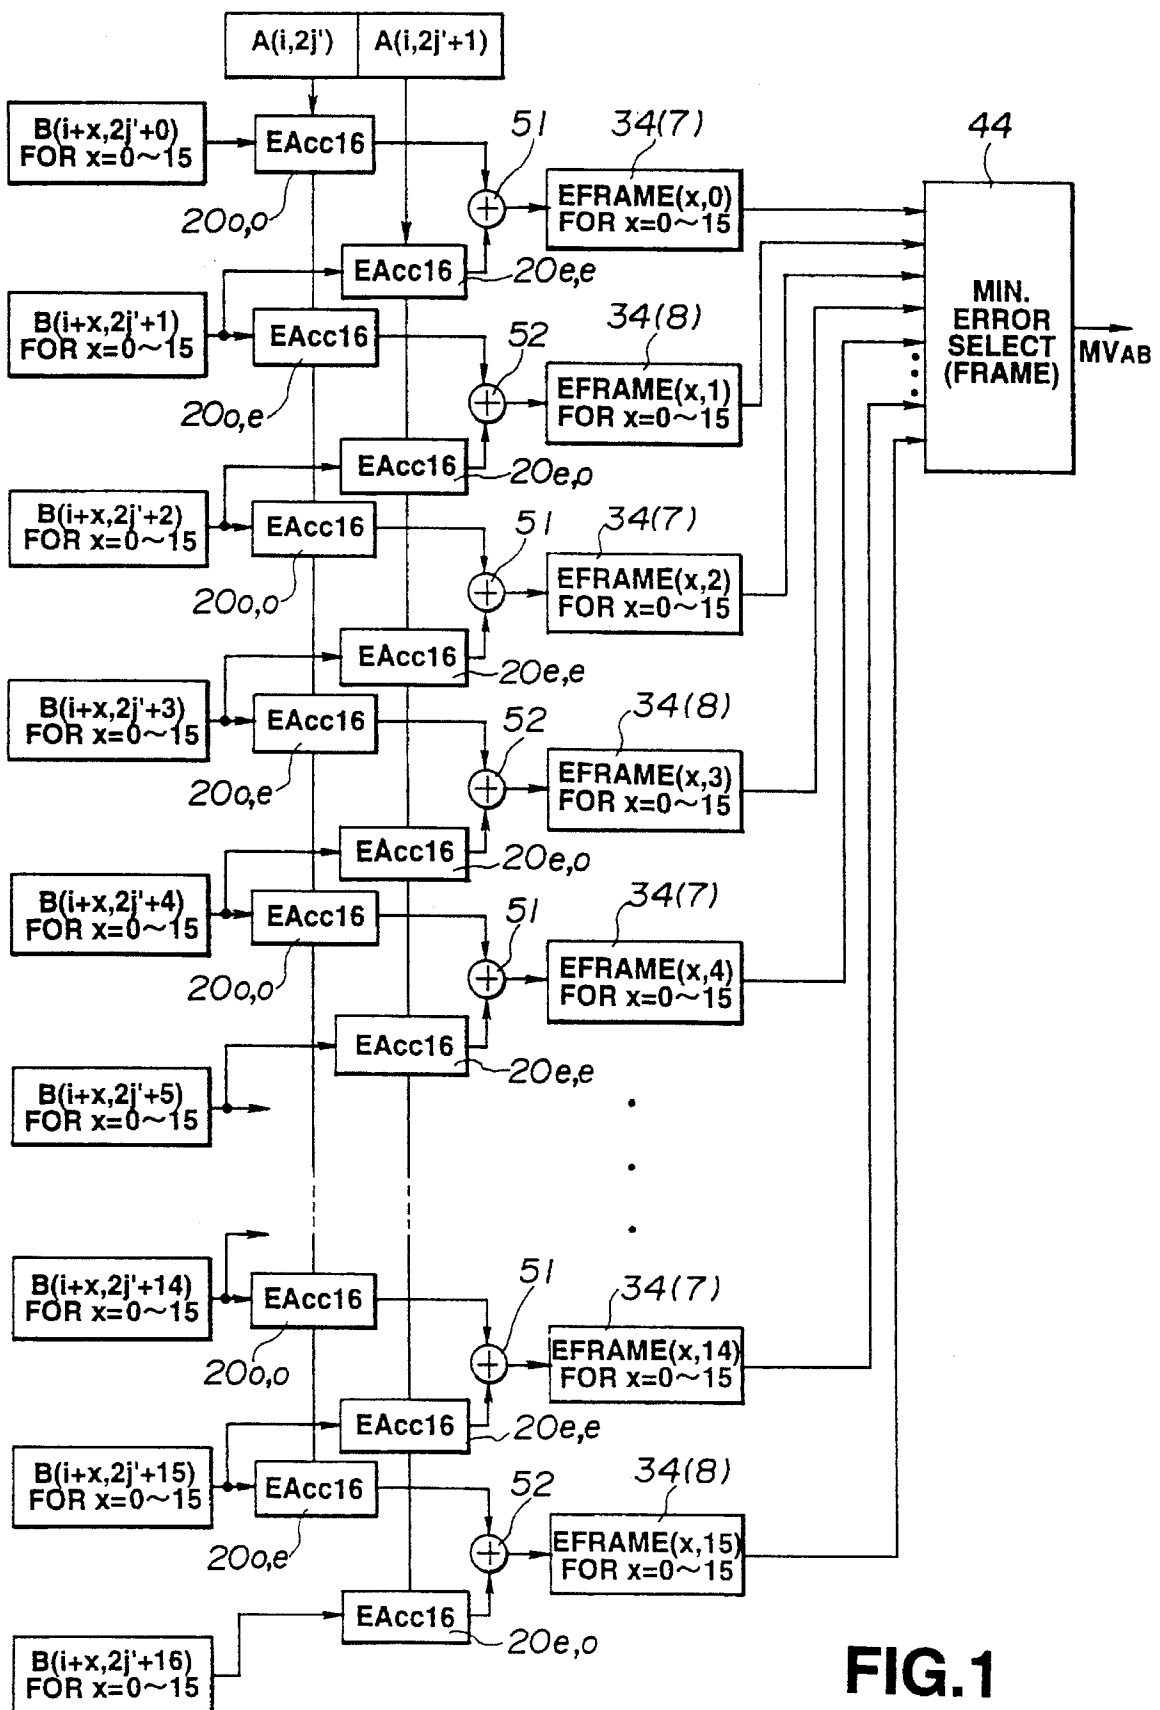 A(i,2j') A(i,2j'+1)
B(i+x,2j'+0)
FOR x=0~15
EAcc16
20o,o
51
34(7)
EFRAME(x,0)
FOR x=0~15
44
MIN.
ERROR
SELECT
(FRAME)
MVAB
EAcc16
20e,e
B(i+x,2j'+1)
FOR x=0~15
EAcc16
20o,e
52
34(8)
EFRAME(x,1)
FOR x=0~15
EAcc16
20e,o
B(i+x,2j'+2)
FOR x=0~15
EAcc16
20o,o
51
34(7)
EFRAME(x,2)
FOR x=0~15
EAcc16
20e,e
B(i+x,2j'+3)
FOR x=0~15
EAcc16
20o,e
52
34(8)
EFRAME(x,3)
FOR x=0~15
EAcc16
20e,o
B(i+x,2j'+4)
FOR x=0~15
EAcc16
20o,o
51
34(7)
EFRAME(x,4)
FOR x=0~15
EAcc16
20e,e
B(i+x,2j'+5)
FOR x=0~15
B(i+x,2j'+14)
FOR x=0~15
EAcc16
20o,o
51
34(7)
EFRAME(x,14)
FOR x=0~15
EAcc16
20e,e
B(i+x,2j'+15)
FOR x=0~15
EAcc16
20o,e
52
34(8)
EFRAME(x,15)
FOR x=0~15
EAcc16
20e,o
B(i+x,2j'+16)
FOR x=0~15
FIG.1